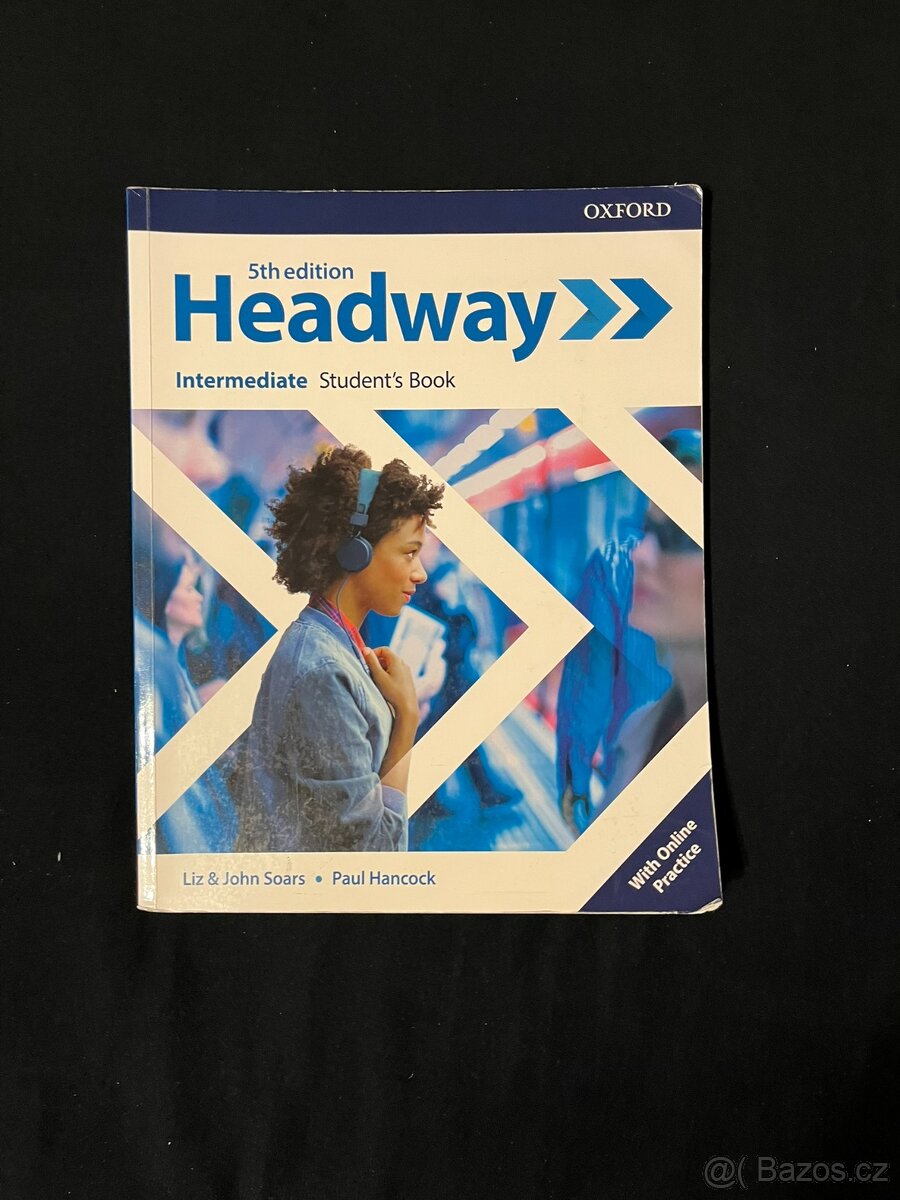 OXFORD
5th edition
Headway
Intermediate Student's Book
Liz & John Soars • Paul Hancock
With Online
Practice
@( Bazos.cz